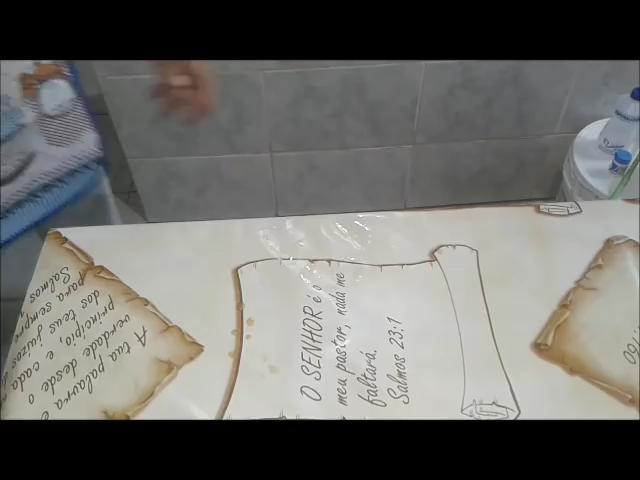 O SENHOR é o
meu pastor, nada me
faltará.
Salmos 23:1
A tua palavra é
verdade desde o
princípio, e cada
dos teus juízos
para sempre
Salmos